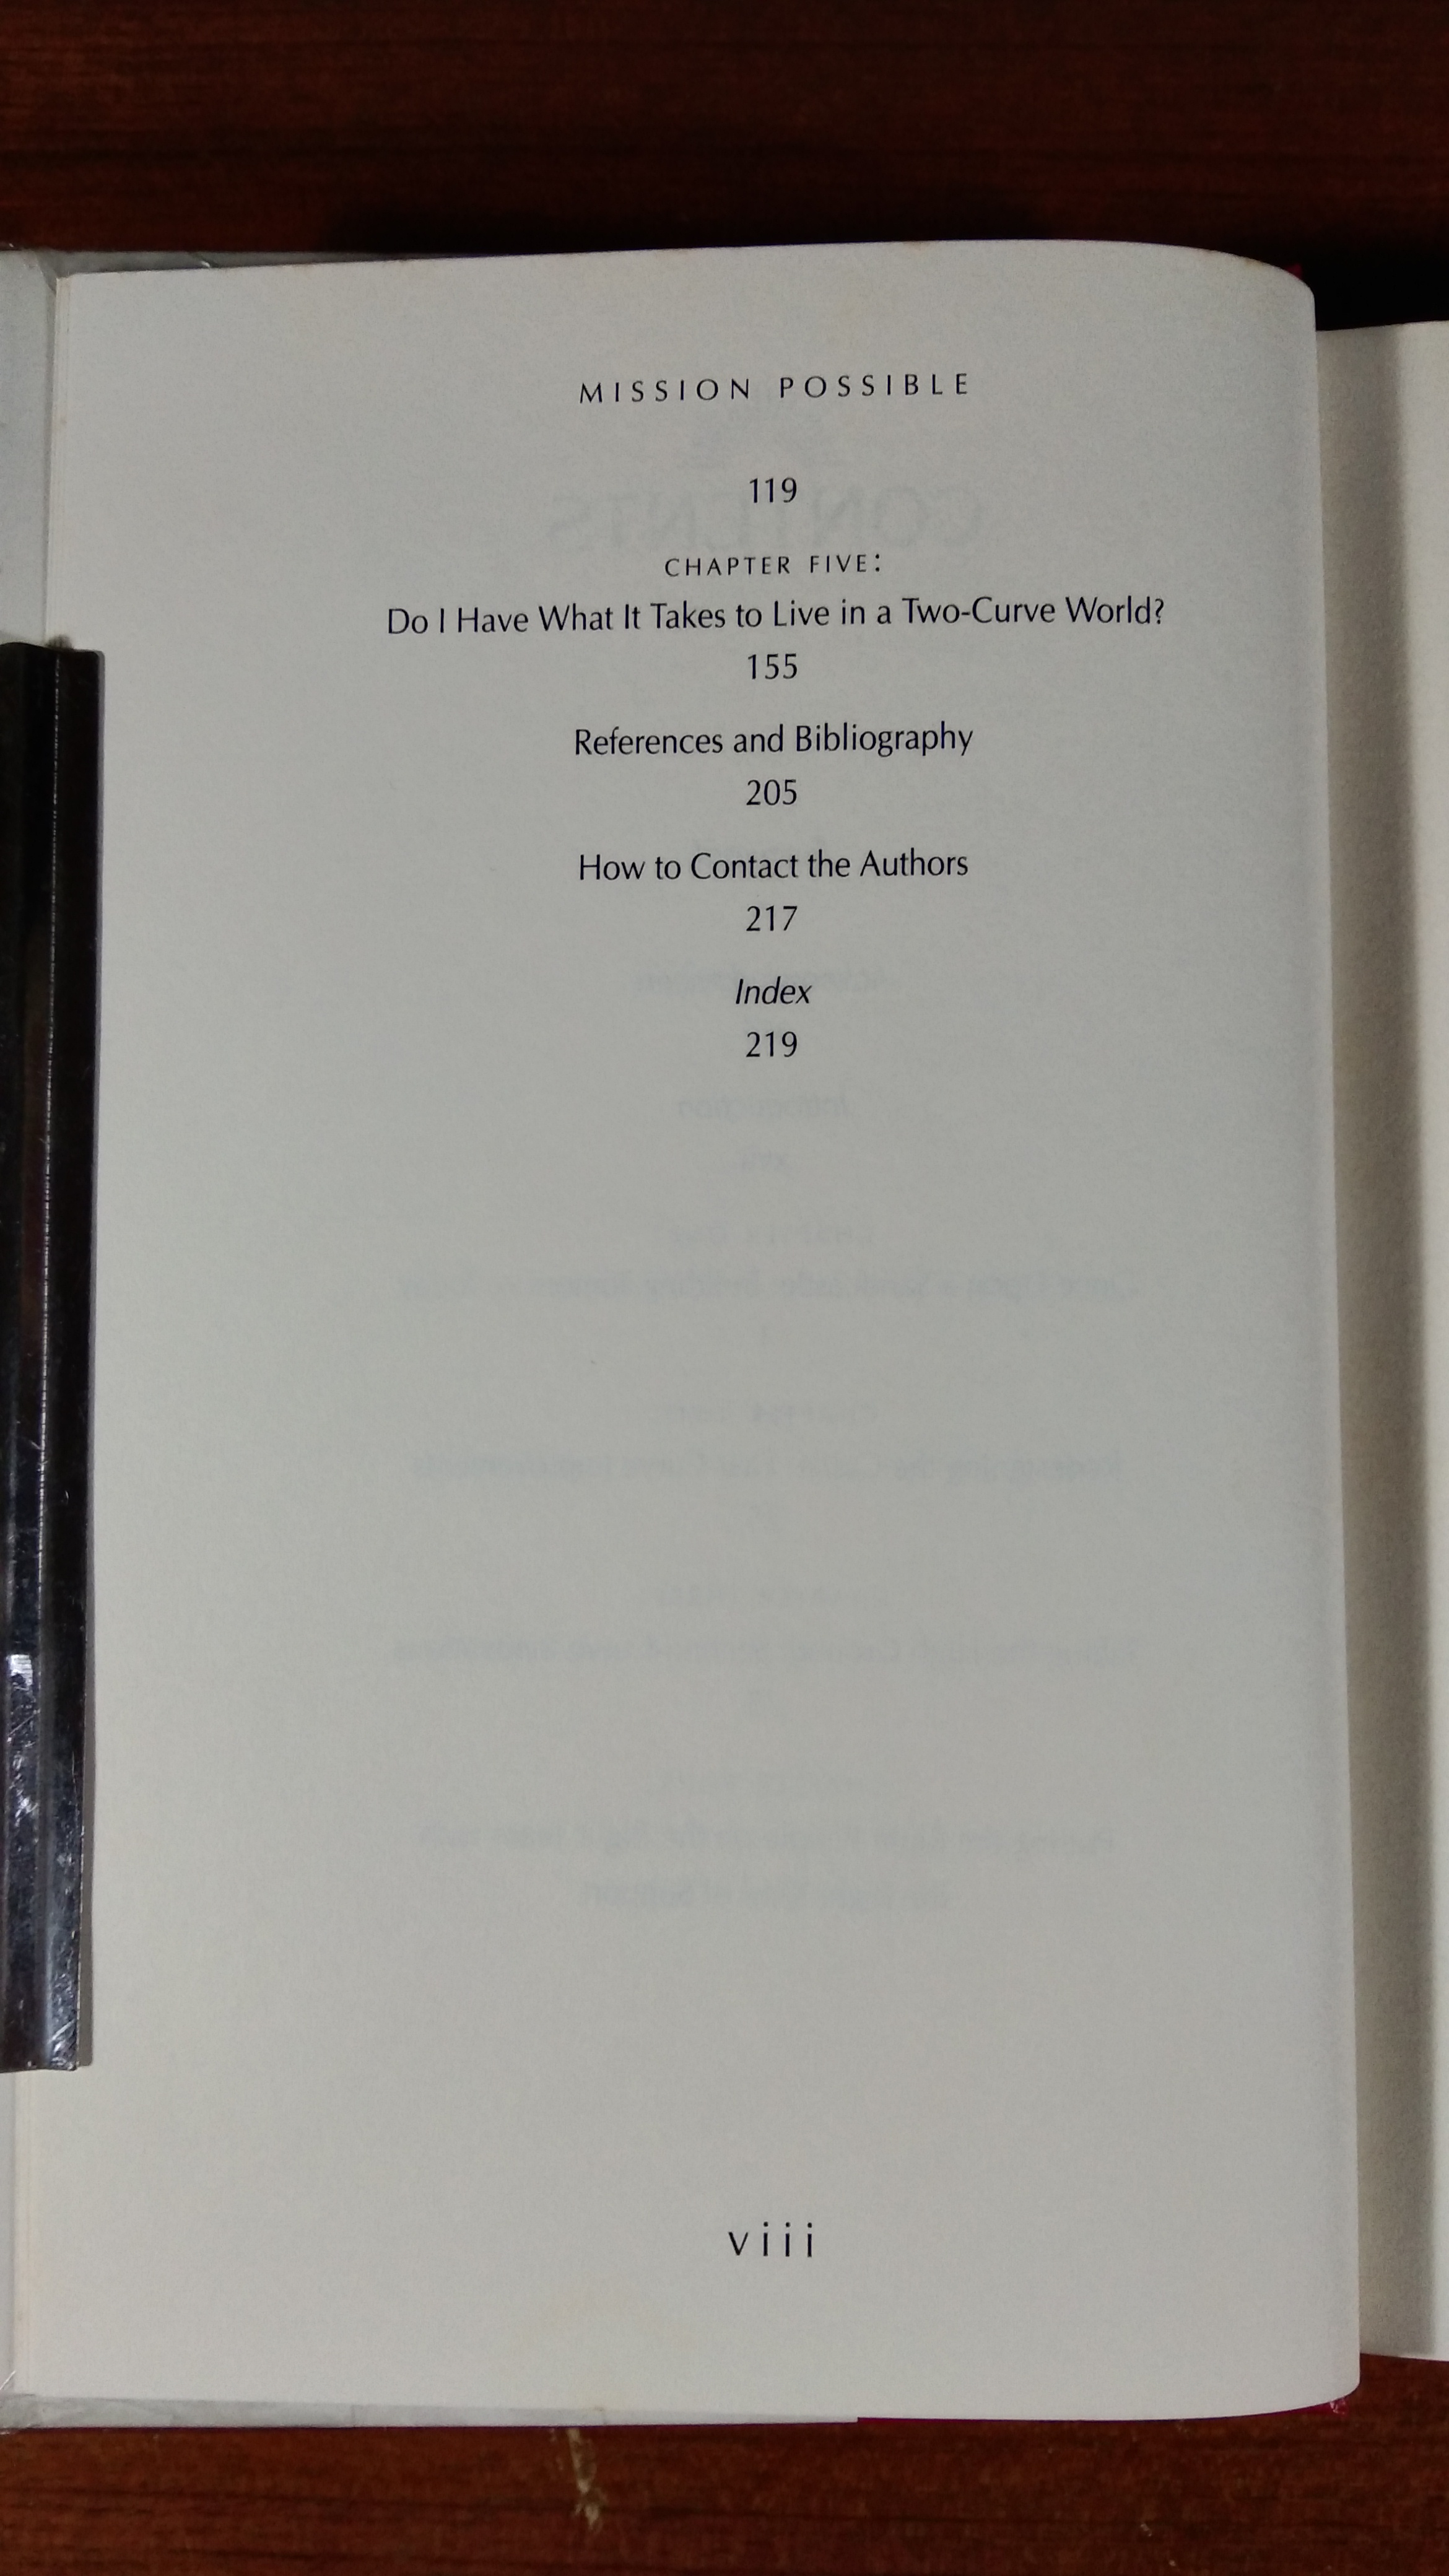 MISSION POSSIBLE
119
CHAPTER FIVE:
Do I Have What It Takes to Live in a Two-Curve World?
155
References and Bibliography
205
How to Contact the Authors
217
Index
219
viii